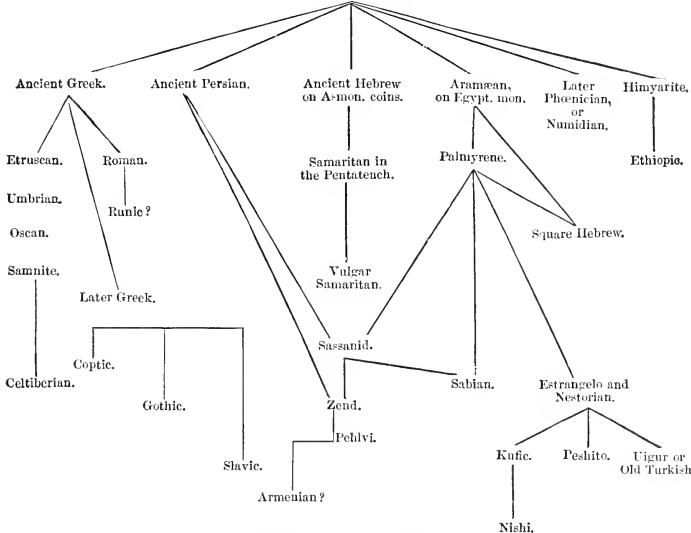 Ancient Greek.
Ancient Persian.
Ancient Hebrew
on Asmon. coins.
Aramæan,
on Egypt. mon.
Later
Phœnician,
or
Numidian.
Himyarite.
Etruscan.
Roman.
Samaritan in
the Pentateuch.
Palmyrene.
Ethiopic.
Umbrian.
Runic?
Oscan.
Square Hebrew.
Samnite.
Vulgar
Samaritan.
Later Greek.
Sassanid.
Coptic.
Celtiberian.
Sabian.
Estrangelo and
Nestorian.
Gothic.
Zend.
Pehlvi.
Slavic.
Kufic.
Peshito.
Uigur or
Old Turkish
Armenian?
Nishi.